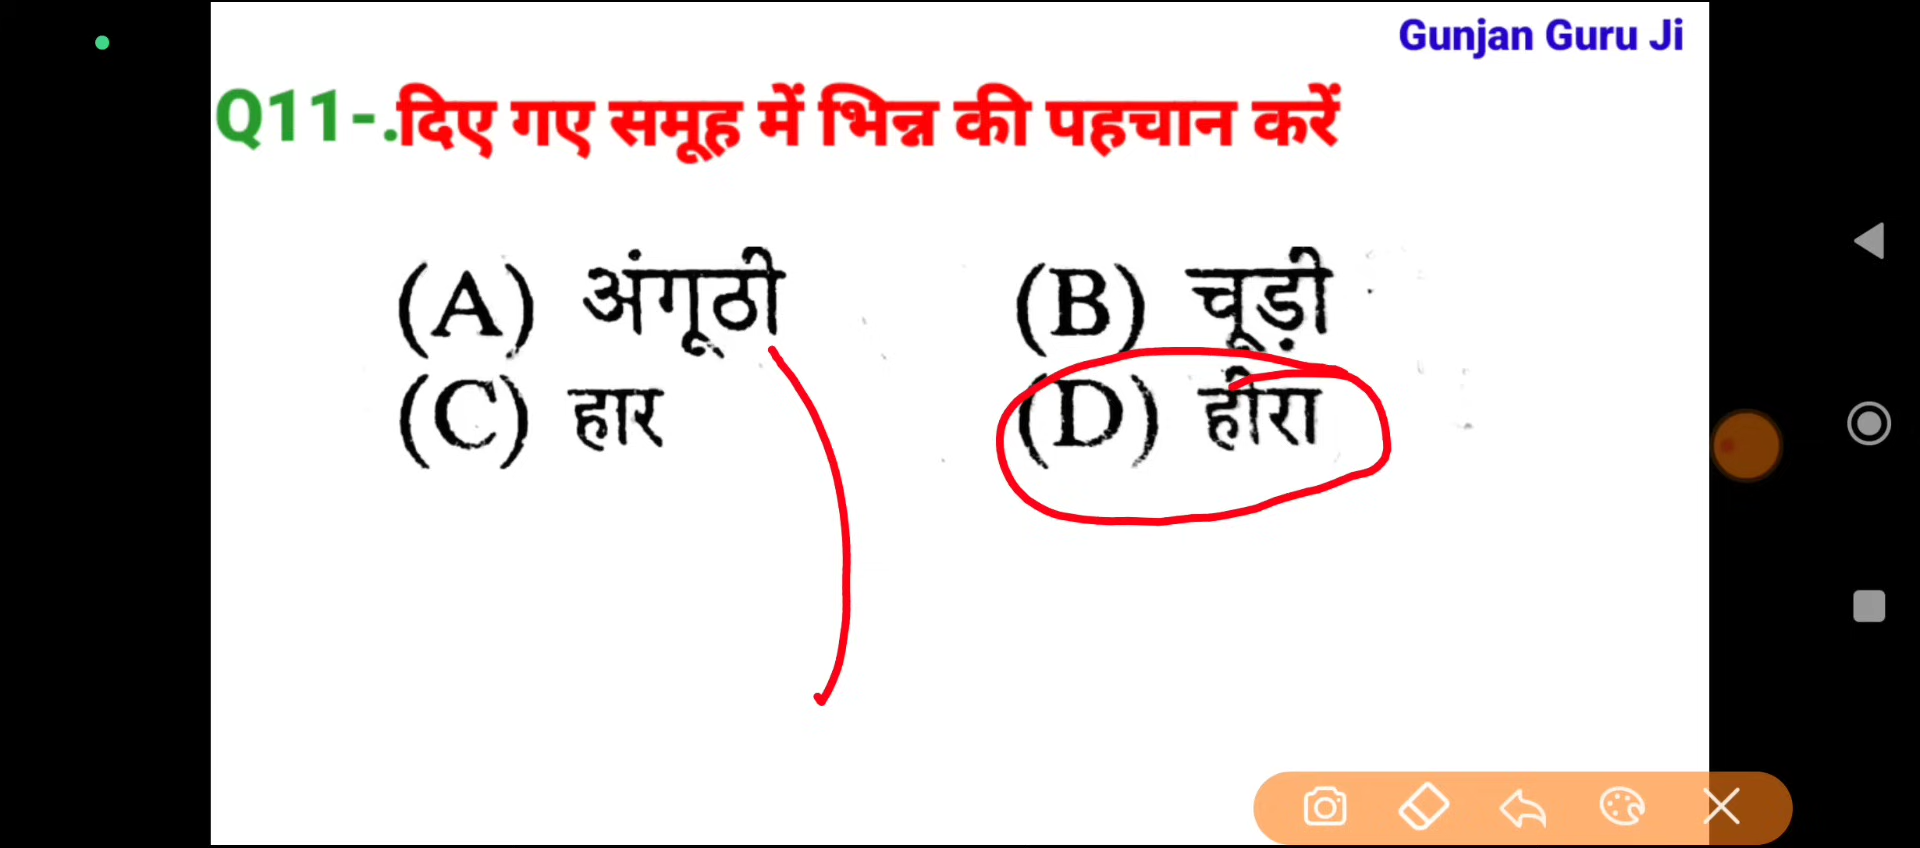 Gunjan Guru Ji
Q11-.दिए गए समूह में भिन्न की पहचान करें
(A) अंगूठी (B) चूड़ी
(C) हार (D) हीरा